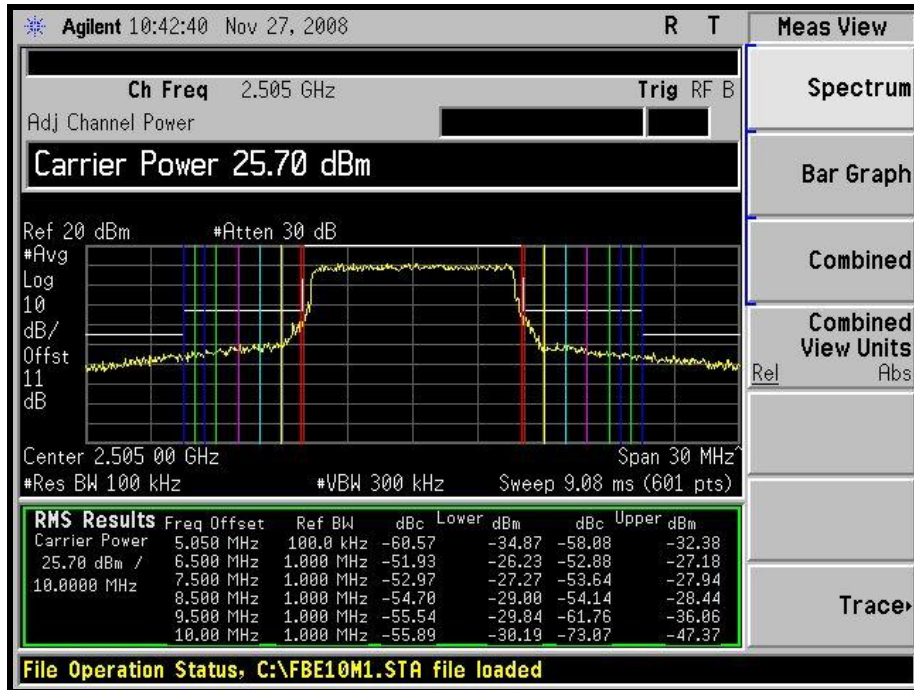 Agilent 10:42:40 Nov 27, 2008 R T
Meas View
Ch Freq 2.505 GHz Trig RF B
Adj Channel Power
Carrier Power 25.70 dBm
Ref 20 dBm #Atten 30 dB
#Avg
Log
10
dB/
Offst
11
dB
Center 2.505 00 GHz Span 30 MHz^
#Res BW 100 kHz #VBW 300 kHz Sweep 9.08 ms (601 pts)
RMS Results Freq Offset Ref BW dBc Lower dBm dBc Upper dBm
Carrier Power 5.050 MHz 100.0 kHz -60.57 -34.87 -58.08 -32.38
25.70 dBm / 6.500 MHz 1.000 MHz -51.93 -26.23 -52.88 -27.18
10.0000 MHz 7.500 MHz 1.000 MHz -52.97 -27.27 -53.64 -27.94
8.500 MHz 1.000 MHz -54.70 -29.00 -54.14 -28.44
9.500 MHz 1.000 MHz -55.54 -29.84 -61.76 -36.06
10.00 MHz 1.000 MHz -55.89 -30.19 -73.07 -47.37
File Operation Status, C:\FBE10M1.STA file loaded
Spectrum
Bar Graph
Combined
Combined
View Units
Rel Abs
Trace▸